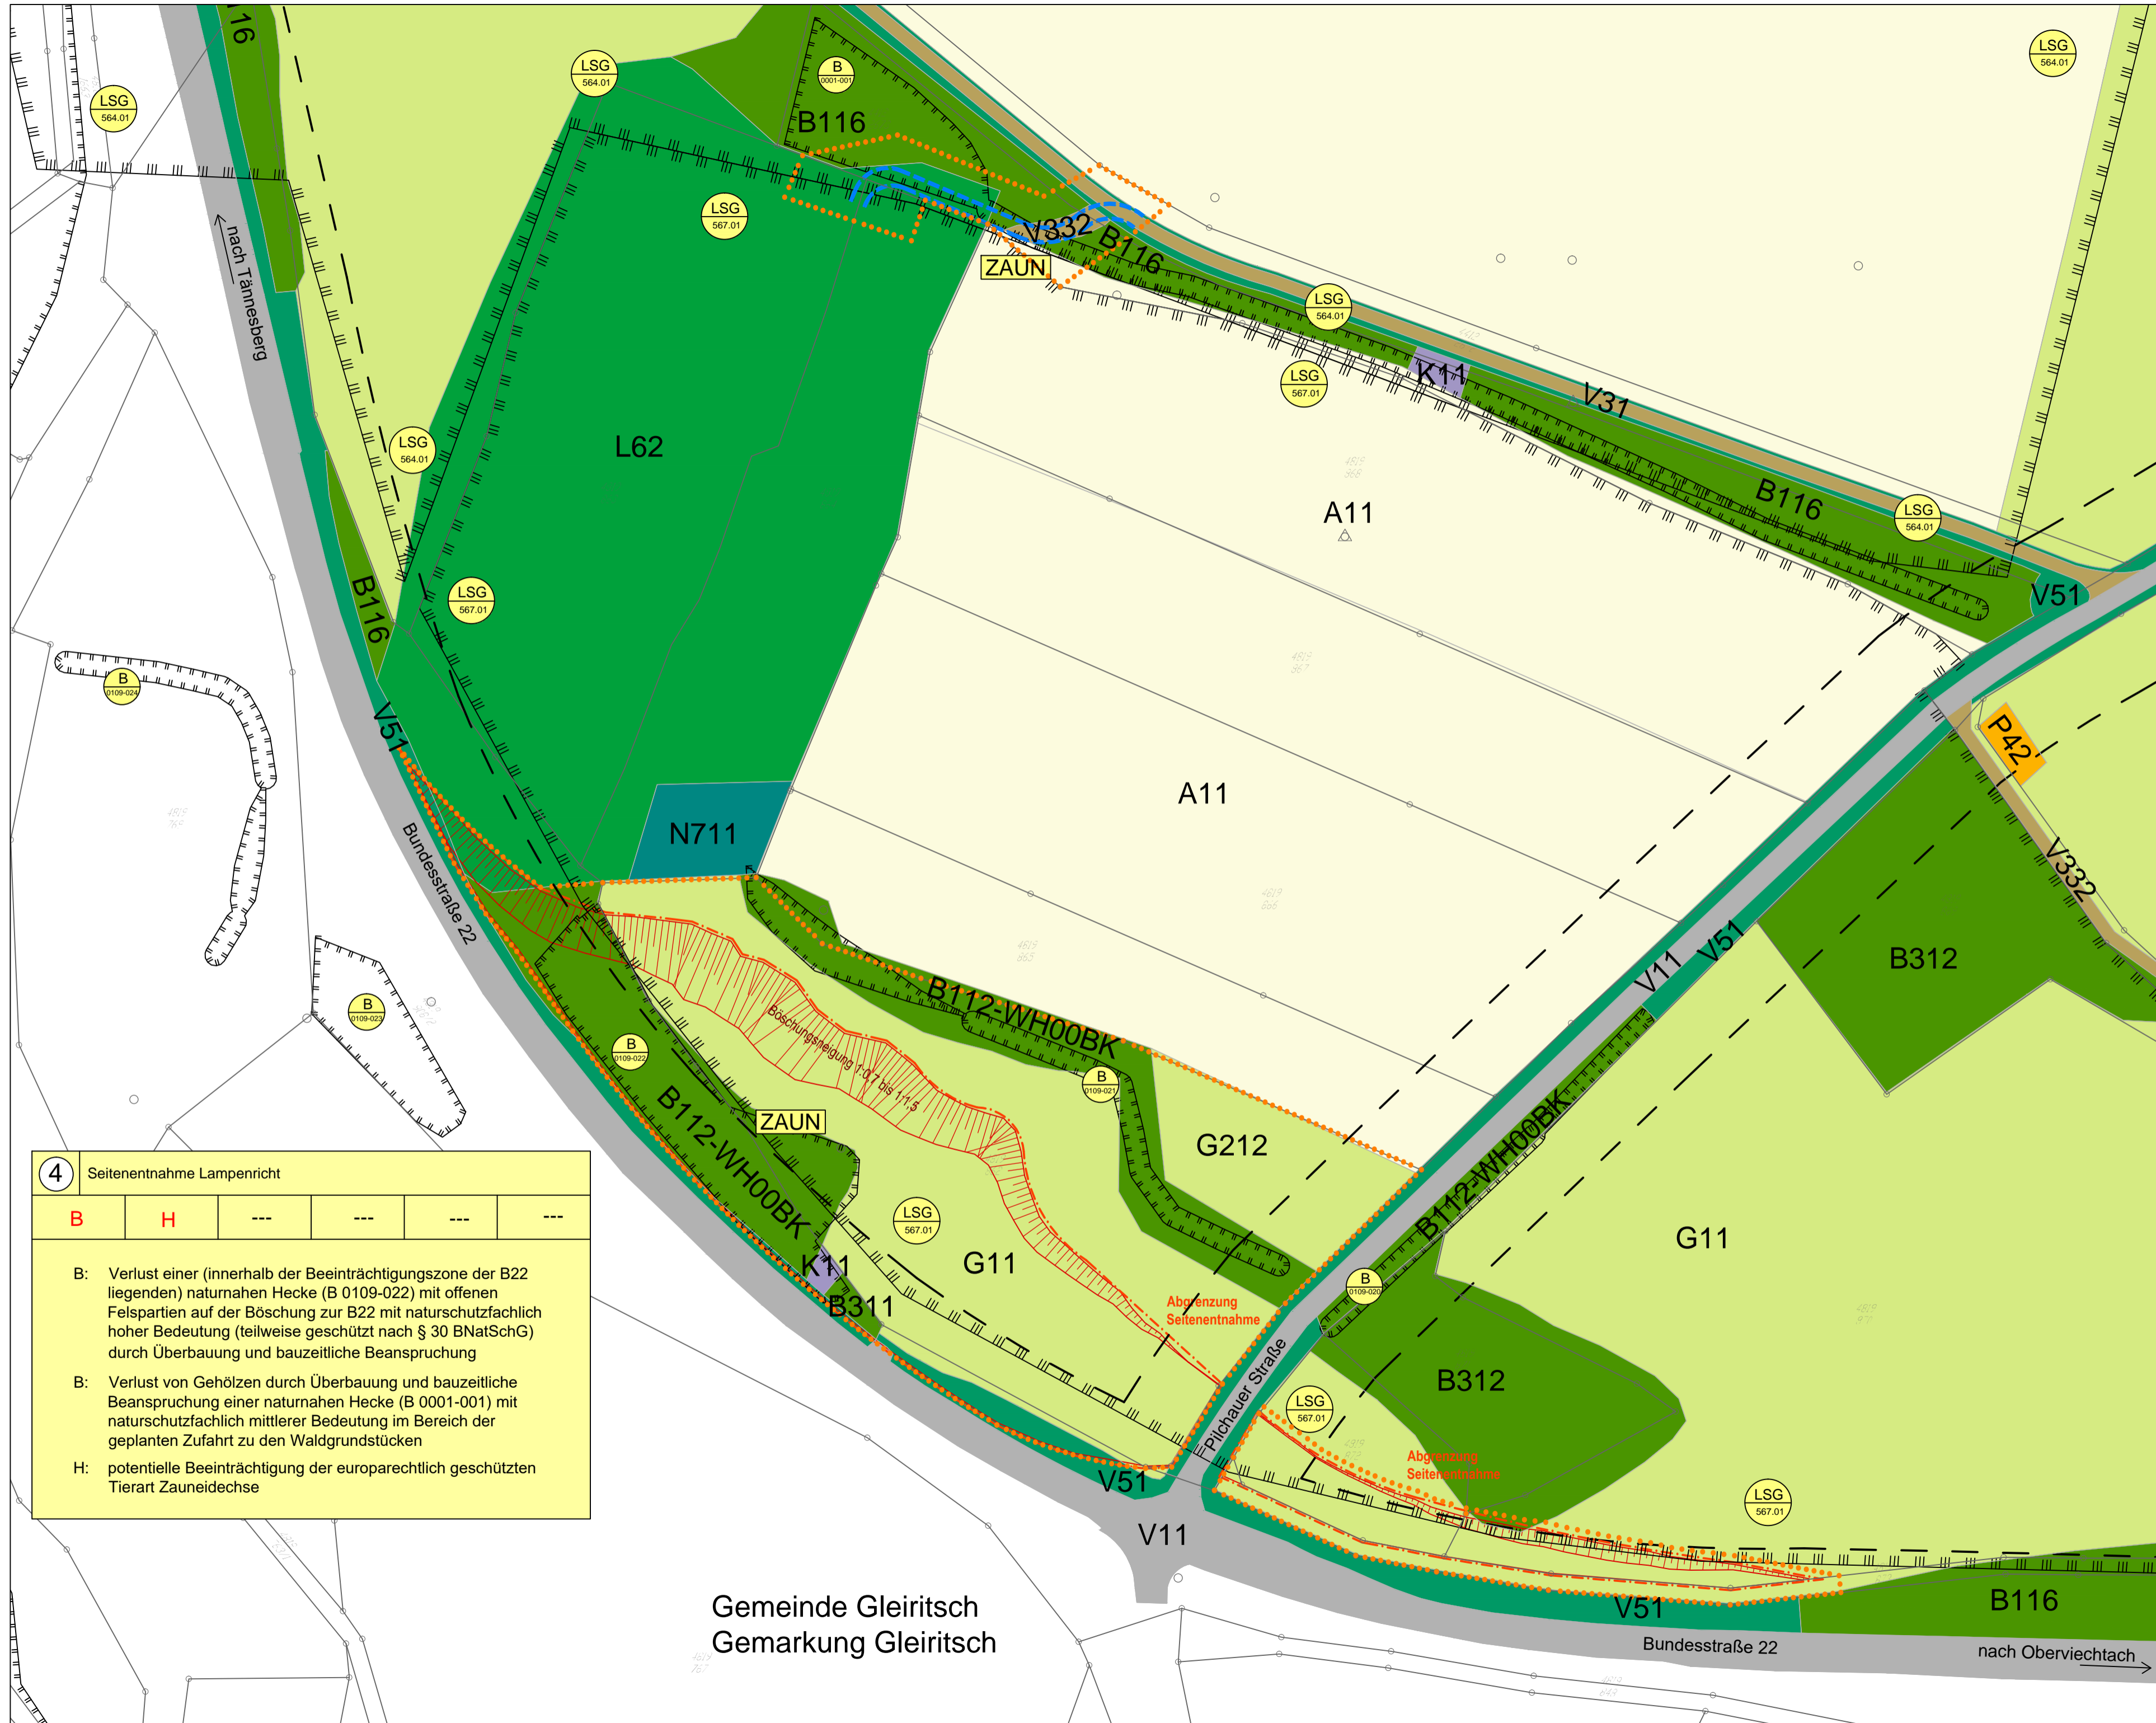 116
LSG
564.01
LSG
564.01
B
0001-001
LSG
564.01
B116
LSG
567.01
nach Tännesberg
V332
B116
ZAUN
LSG
564.01
LSG
567.01
K11
V31
L62
LSG
564.01
A11
B116
LSG
564.01
B116
LSG
567.01
V51
B
0109-024
V51
P42
A11
N711
Bundesstraße 22
V332
V11
V51
B312
B112-WH00BK
Böschungsneigung 1:0,7 bis 1:1,5
B
0109-023
B
0109-022
B
0109-021
ZAUN
B112-WH00BK
G212
B112-WH00BK
G11
LSG
567.01
G11
K11
B311
B
0109-020
Abgrenzung
Seitenentnahme
Pilchauer Straße
B312
LSG
567.01
Abgrenzung
Seitenentnahme
LSG
567.01
V51
V11
V51
B116
Bundesstraße 22
nach Oberviechtach
4 Seitenentnahme Lampenricht
B H --- --- --- ---
B: Verlust einer (innerhalb der Beeinträchtigungszone der B22
liegenden) naturnahen Hecke (B 0109-022) mit offenen
Felspartien auf der Böschung zur B22 mit naturschutzfachlich
hoher Bedeutung (teilweise geschützt nach § 30 BNatSchG)
durch Überbauung und bauzeitliche Beanspruchung
B: Verlust von Gehölzen durch Überbauung und bauzeitliche
Beanspruchung einer naturnahen Hecke (B 0001-001) mit
naturschutzfachlich mittlerer Bedeutung im Bereich der
geplanten Zufahrt zu den Waldgrundstücken
H: potentielle Beeinträchtigung der europarechtlich geschützten
Tierart Zauneidechse
Gemeinde Gleiritsch
Gemarkung Gleiritsch